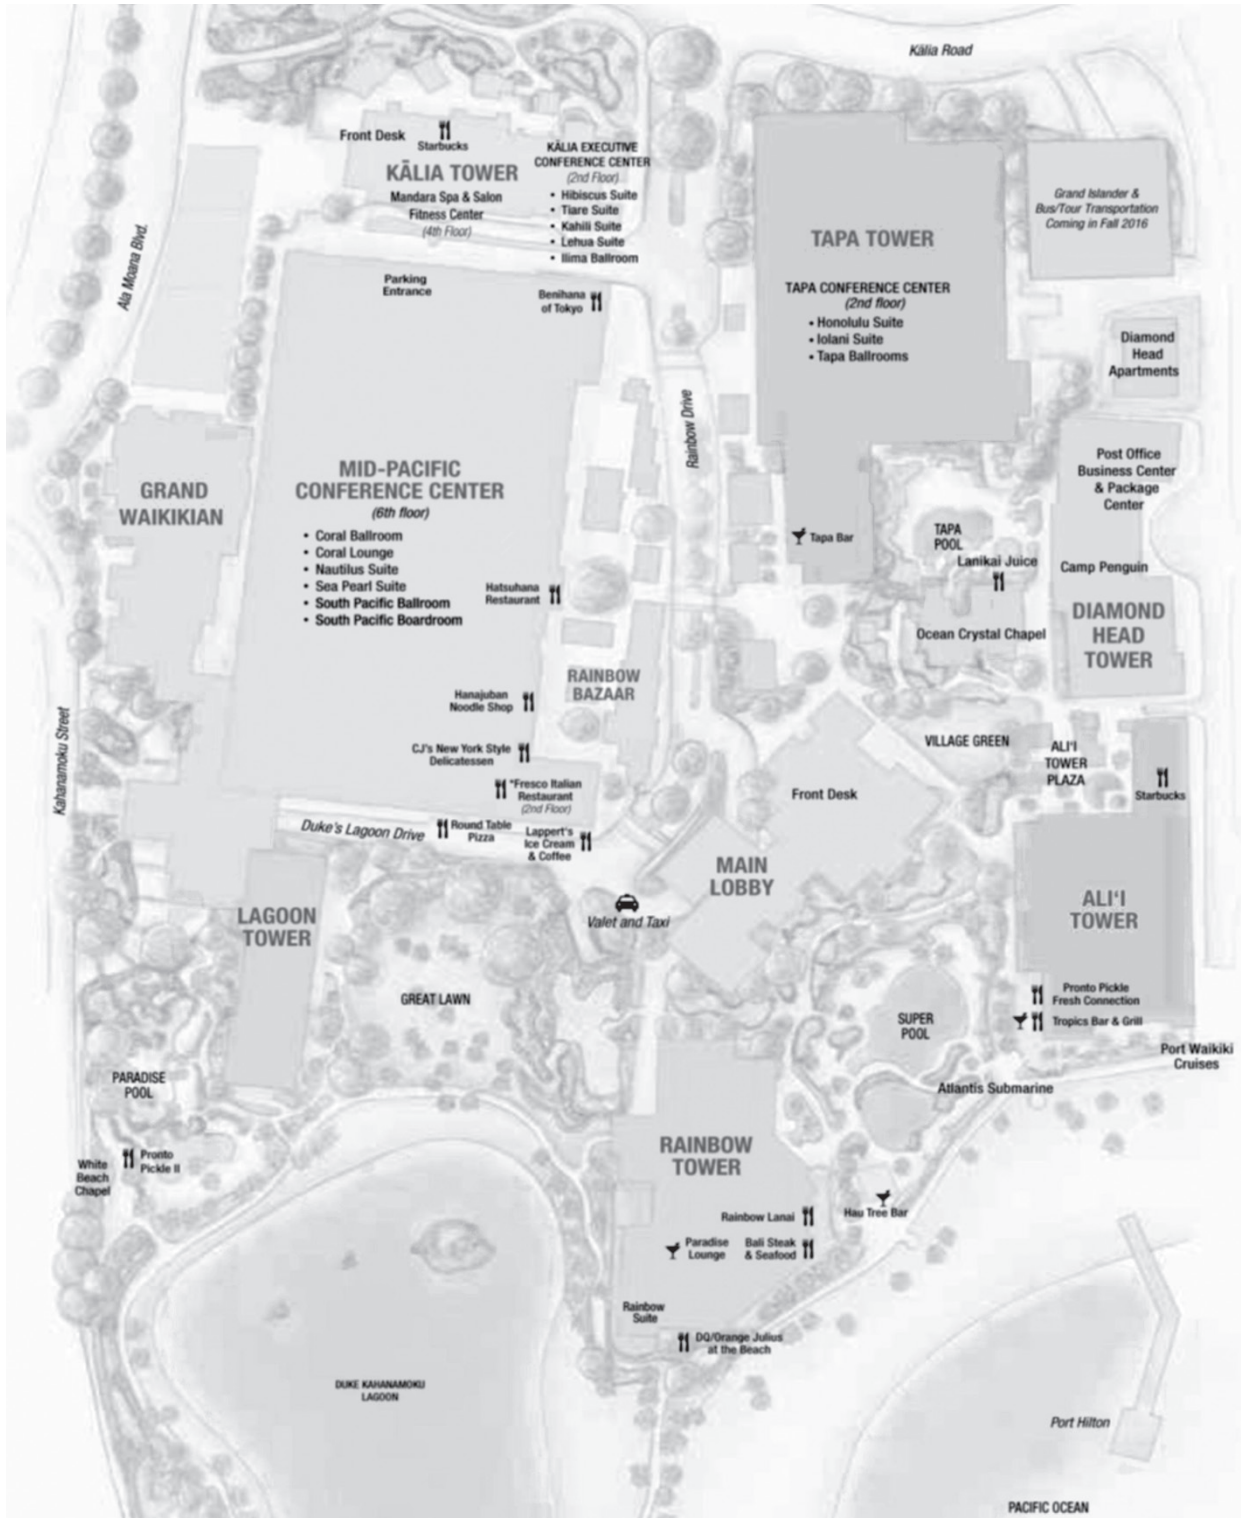 Kālia Road
Front Desk
Starbucks
KĀLIA TOWER
Mandara Spa & Salon
Fitness Center
(4th Floor)
KĀLIA EXECUTIVE
CONFERENCE CENTER
(2nd Floor)
• Hibiscus Suite
• Tiare Suite
• Kahili Suite
• Lehua Suite
• Ilima Ballroom
Grand Islander &
Bus/Tour Transportation
Coming in Fall 2016
TAPA TOWER
TAPA CONFERENCE CENTER
(2nd floor)
• Honolulu Suite
• Iolani Suite
• Tapa Ballrooms
Ala Moana Blvd.
Parking
Entrance
Benihana
of Tokyo
Diamond
Head
Apartments
Rainbow Drive
GRAND
WAIKIKIAN
MID-PACIFIC
CONFERENCE CENTER
(6th floor)
• Coral Ballroom
• Coral Lounge
• Nautilus Suite
• Sea Pearl Suite
• South Pacific Ballroom
• South Pacific Boardroom
Post Office
Business Center
& Package
Center
Tapa Bar
TAPA
POOL
Lanikai Juice
Camp Penguin
Hatsuhana
Restaurant
Ocean Crystal Chapel
DIAMOND
HEAD
TOWER
RAINBOW
BAZAAR
Hanajuban
Noodle Shop
Kahanamoku Street
CJ's New York Style
Delicatessen
VILLAGE GREEN
ALI'I
TOWER
PLAZA
Starbucks
*Fresco Italian
Restaurant
(2nd Floor)
Front Desk
Duke's Lagoon Drive
Round Table
Pizza
Lappert's
Ice Cream
& Coffee
MAIN
LOBBY
LAGOON
TOWER
Valet and Taxi
ALI'I
TOWER
GREAT LAWN
Pronto Pickle
Fresh Connection
SUPER
POOL
Tropics Bar & Grill
Port Waikiki
Cruises
PARADISE
POOL
Atlantis Submarine
RAINBOW
TOWER
Pronto
Pickle II
White
Beach
Chapel
Rainbow Lanai
Hau Tree Bar
Paradise
Lounge
Bali Steak
& Seafood
Rainbow
Suite
DQ/Orange Julius
at the Beach
DUKE KAHANAMOKU
LAGOON
Port Hilton
PACIFIC OCEAN